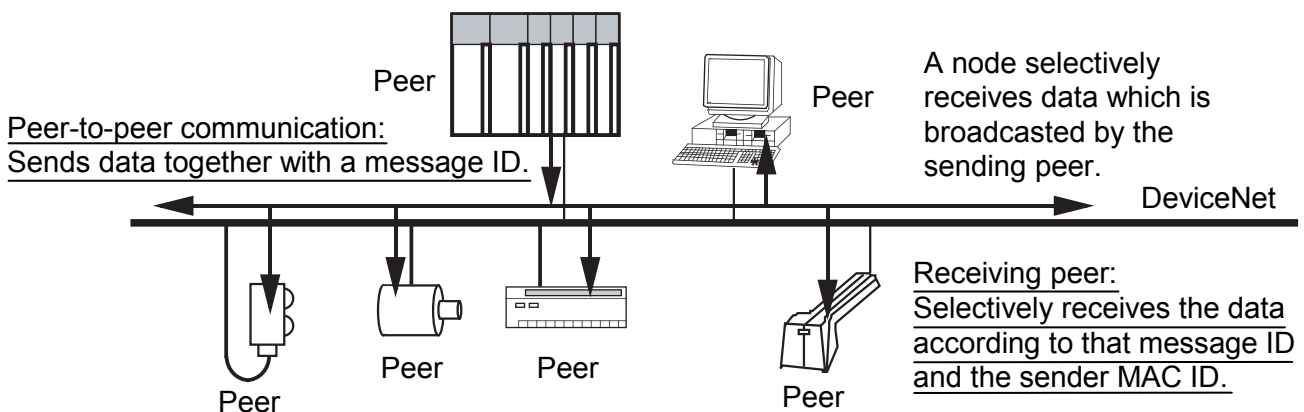 Peer
Peer-to-peer communication:
Sends data together with a message ID.
Peer
A node selectively
receives data which is
broadcasted by the
sending peer.
DeviceNet
Peer
Peer
Peer
Peer
Receiving peer:
Selectively receives the data
according to that message ID
and the sender MAC ID.